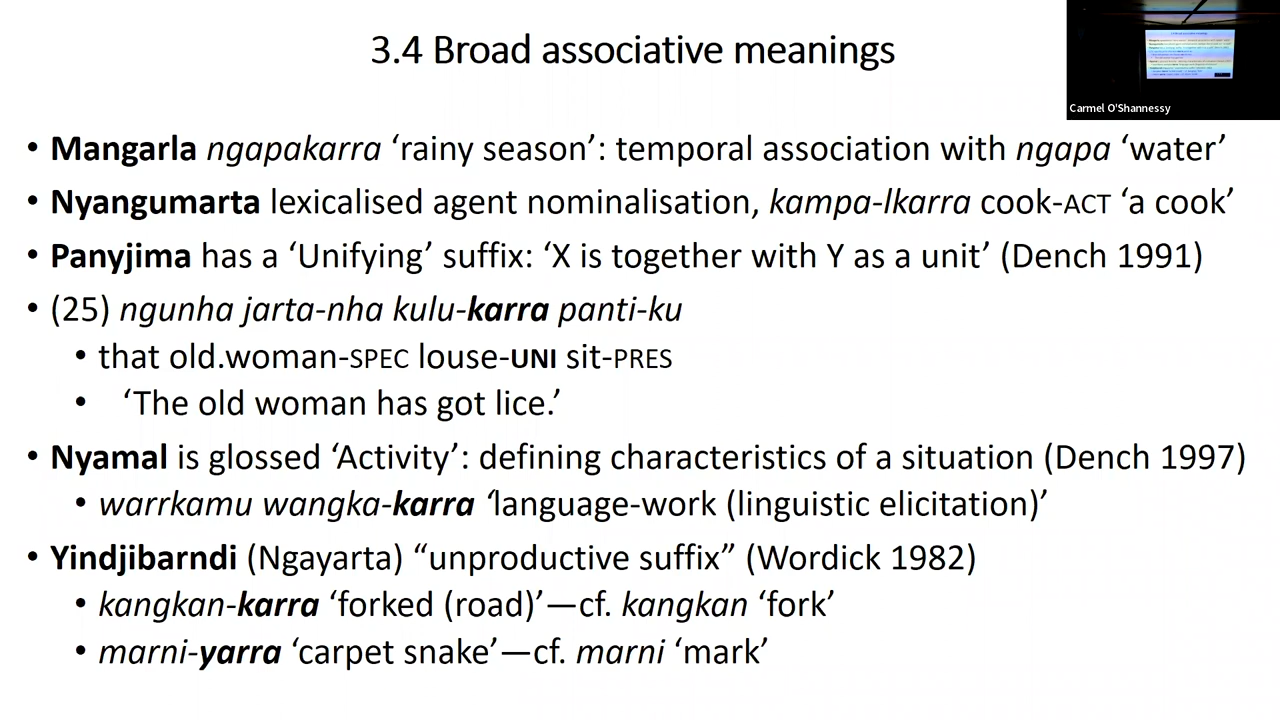 3.4 Broad associative meanings
Carmel O'Shannessy
• Mangarla ngapakarra ‘rainy season’: temporal association with ngapa ‘water’
• Nyangumarta lexicalised agent nominalisation, kampa-lkarra cook-ACT ‘a cook’
• Panyjima has a ‘Unifying’ suffix: ‘X is together with Y as a unit’ (Dench 1991)
• (25) ngunha jarta-nha kulu-karra panti-ku
• that old.woman-SPEC louse-UNI sit-PRES
• ‘The old woman has got lice.’
• Nyamal is glossed ‘Activity’: defining characteristics of a situation (Dench 1997)
• warrkamu wangka-karra ‘language-work (linguistic elicitation)’
• Yindjibarndi (Ngayarta) “unproductive suffix” (Wordick 1982)
• kangkan-karra ‘forked (road)’—cf. kangkan ‘fork’
• marni-yarra ‘carpet snake’—cf. marni ‘mark’